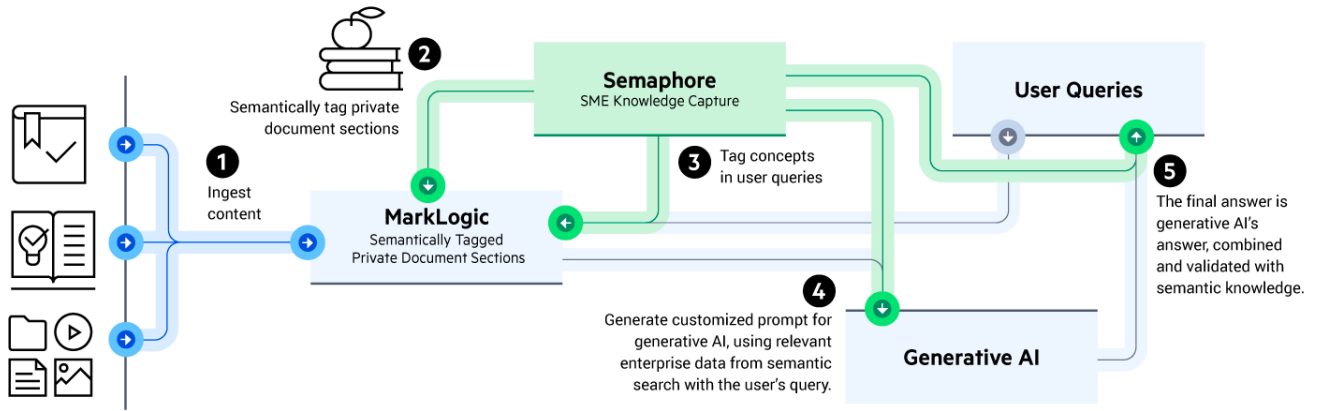 1
Ingest
content
2
Semantically tag private
document sections
Semaphore
SME Knowledge Capture
3
Tag concepts
in user queries
MarkLogic
Semantically Tagged
Private Document Sections
User Queries
4
Generate customized prompt for
generative AI, using relevant
enterprise data from semantic
search with the user’s query.
Generative AI
5
The final answer is
generative AI’s
answer, combined
and validated with
semantic knowledge.